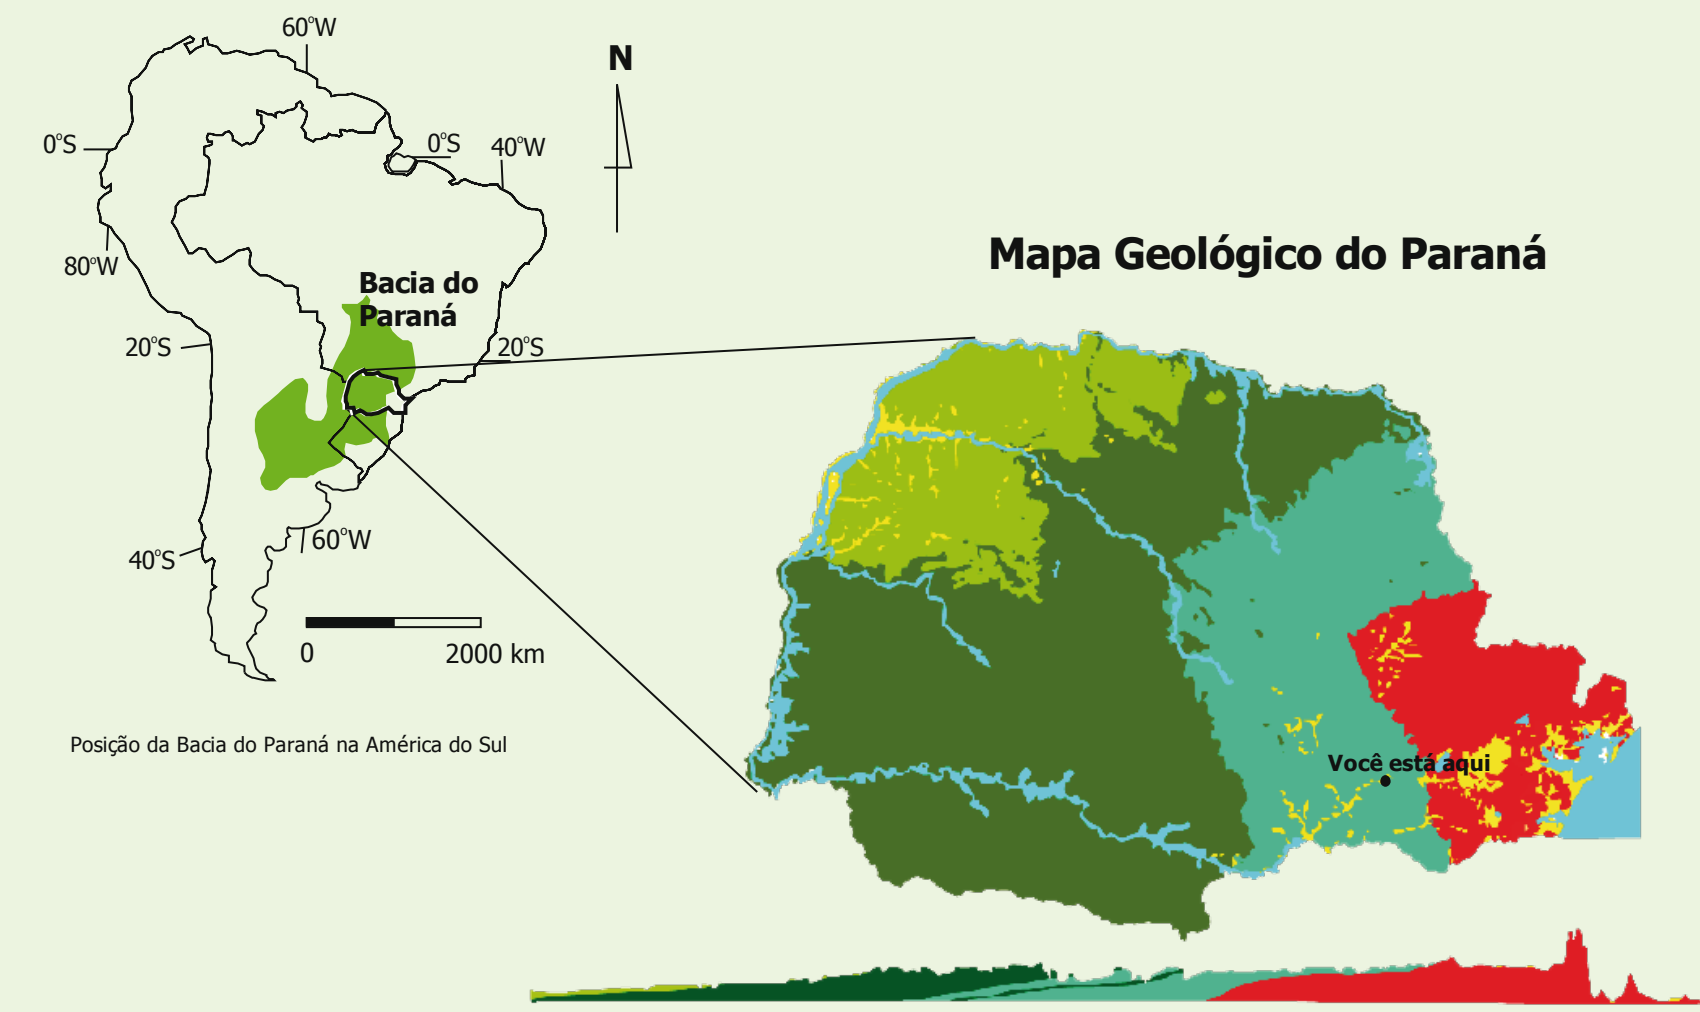 60°W
N
0°S
0°S
40°W
80°W
Mapa Geológico do Paraná
Bacia do
Paraná
20°S
20°S
60°W
40°S
0
2000 km
Posição da Bacia do Paraná na América do Sul
Você está aqui